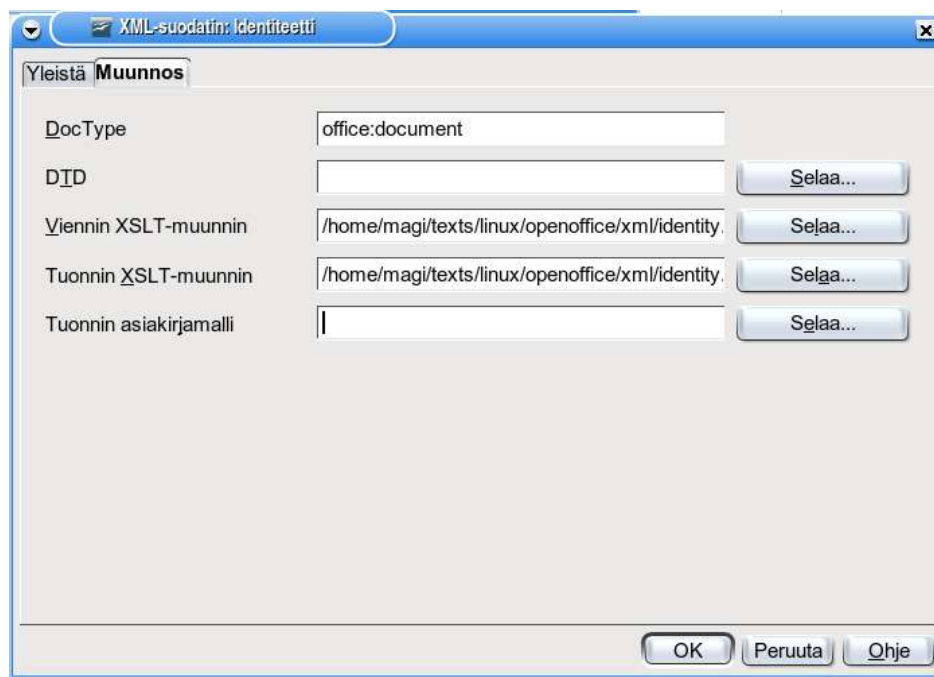 XML-suodatin: Identiteetti
Yleistä Muunnos
DocType office:document
DTD Selaa...
Viennin XSLT-muunnin /home/magi/texts/linux/openoffice/xml/identity. Selaa...
Tuonnin XSLT-muunnin /home/magi/texts/linux/openoffice/xml/identity. Selaa...
Tuonnin asiakirjamalli Selaa...
OK Peruuta Ohje